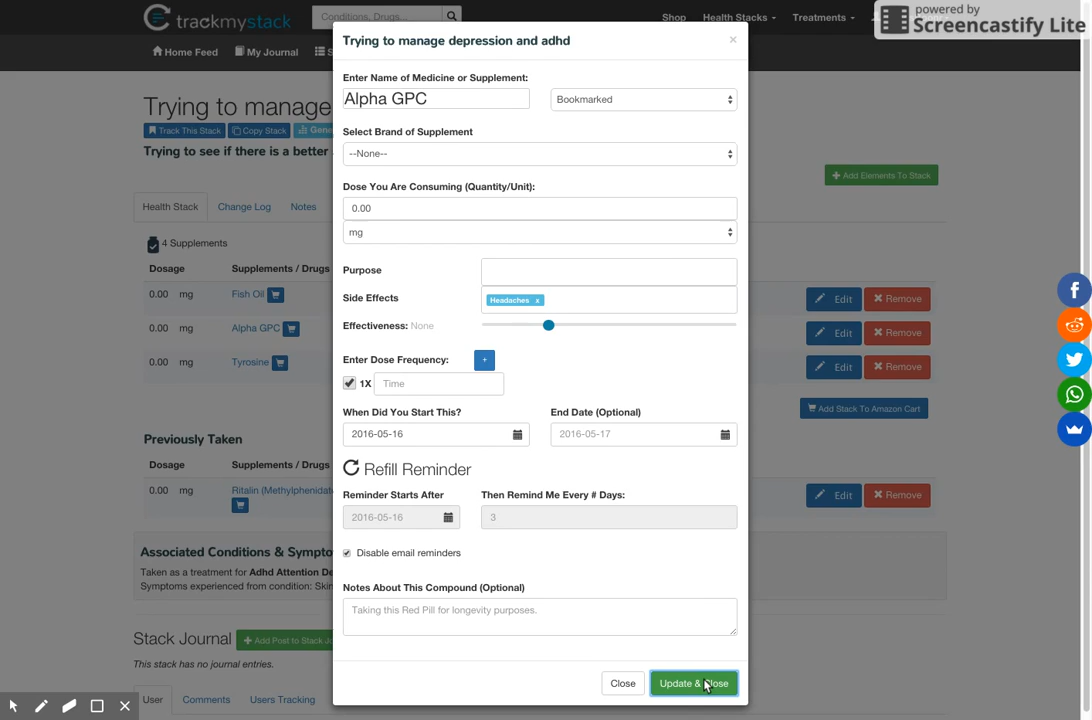 powered by
Screencastify Lite
trackmystack
Conditions, Drugs...
Shop
Health Stacks
Treatments
Home Feed
My Journal
Trying to manage
Track This Stack
Copy Stack
Trying to see if there is a better
Add Elements To Stack
Health Stack
Change Log
Notes
4 Supplements
Dosage
Supplements / Drugs
0.00 mg Fish Oil
Edit
Remove
0.00 mg Alpha GPC
Edit
Remove
0.00 mg Tyrosine
Edit
Remove
Add Stack To Amazon Cart
Previously Taken
Dosage
Supplements / Drugs
0.00 mg Ritalin (Methylphenidat
Edit
Remove
Associated Conditions & Sympto
Taken as a treatment for Adhd Attention De
Symptoms experienced from condition: Skin
Stack Journal
Add Post to Stack Jo
This stack has no journal entries.
User
Comments
Users Tracking
Trying to manage depression and adhd
×
Enter Name of Medicine or Supplement:
Alpha GPC
Bookmarked
Select Brand of Supplement
--None--
Dose You Are Consuming (Quantity/Unit):
0.00
mg
Purpose
Side Effects
Headaches x
Effectiveness: None
Enter Dose Frequency:
+
1X Time
When Did You Start This?
End Date (Optional)
2016-05-16
2016-05-17
Refill Reminder
Reminder Starts After
Then Remind Me Every # Days:
2016-05-16
3
Disable email reminders
Notes About This Compound (Optional)
Taking this Red Pill for longevity purposes.
Close
Update & Close